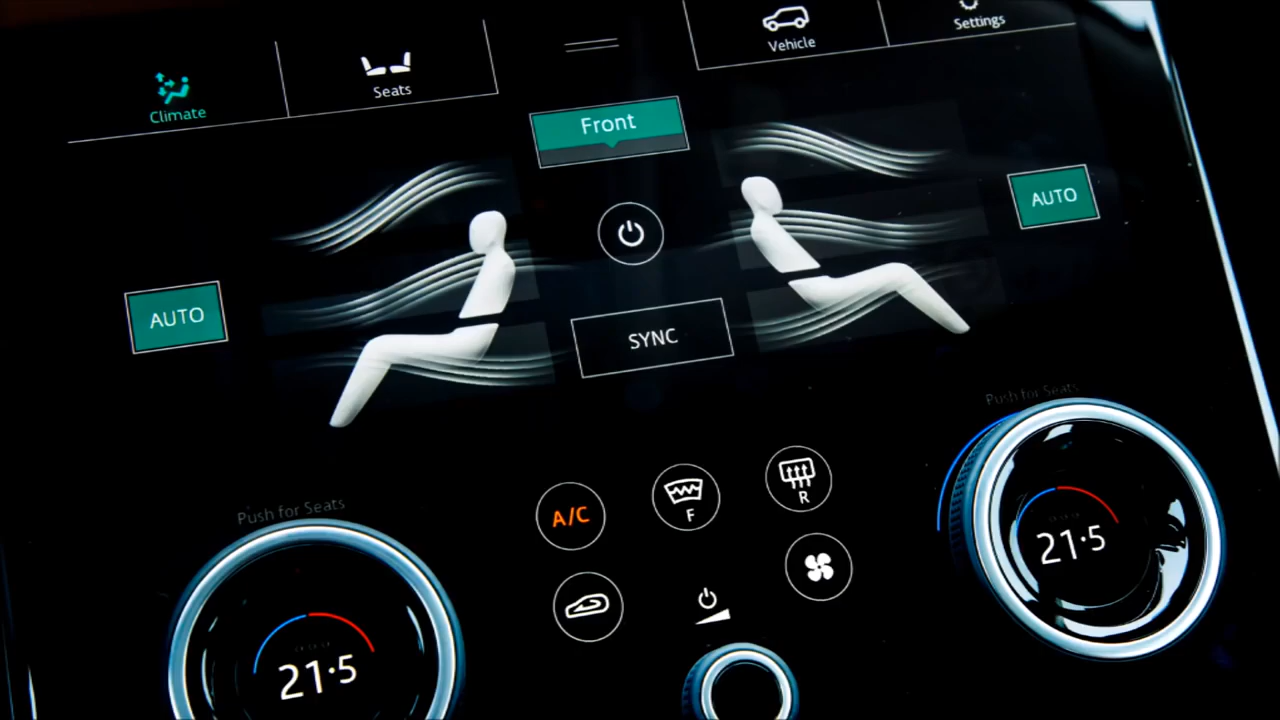 Climate
Seats
Vehicle
Settings
Front
AUTO
AUTO
SYNC
Push for Seats
Push for Seats
A/C
F
R
21·5
21·5